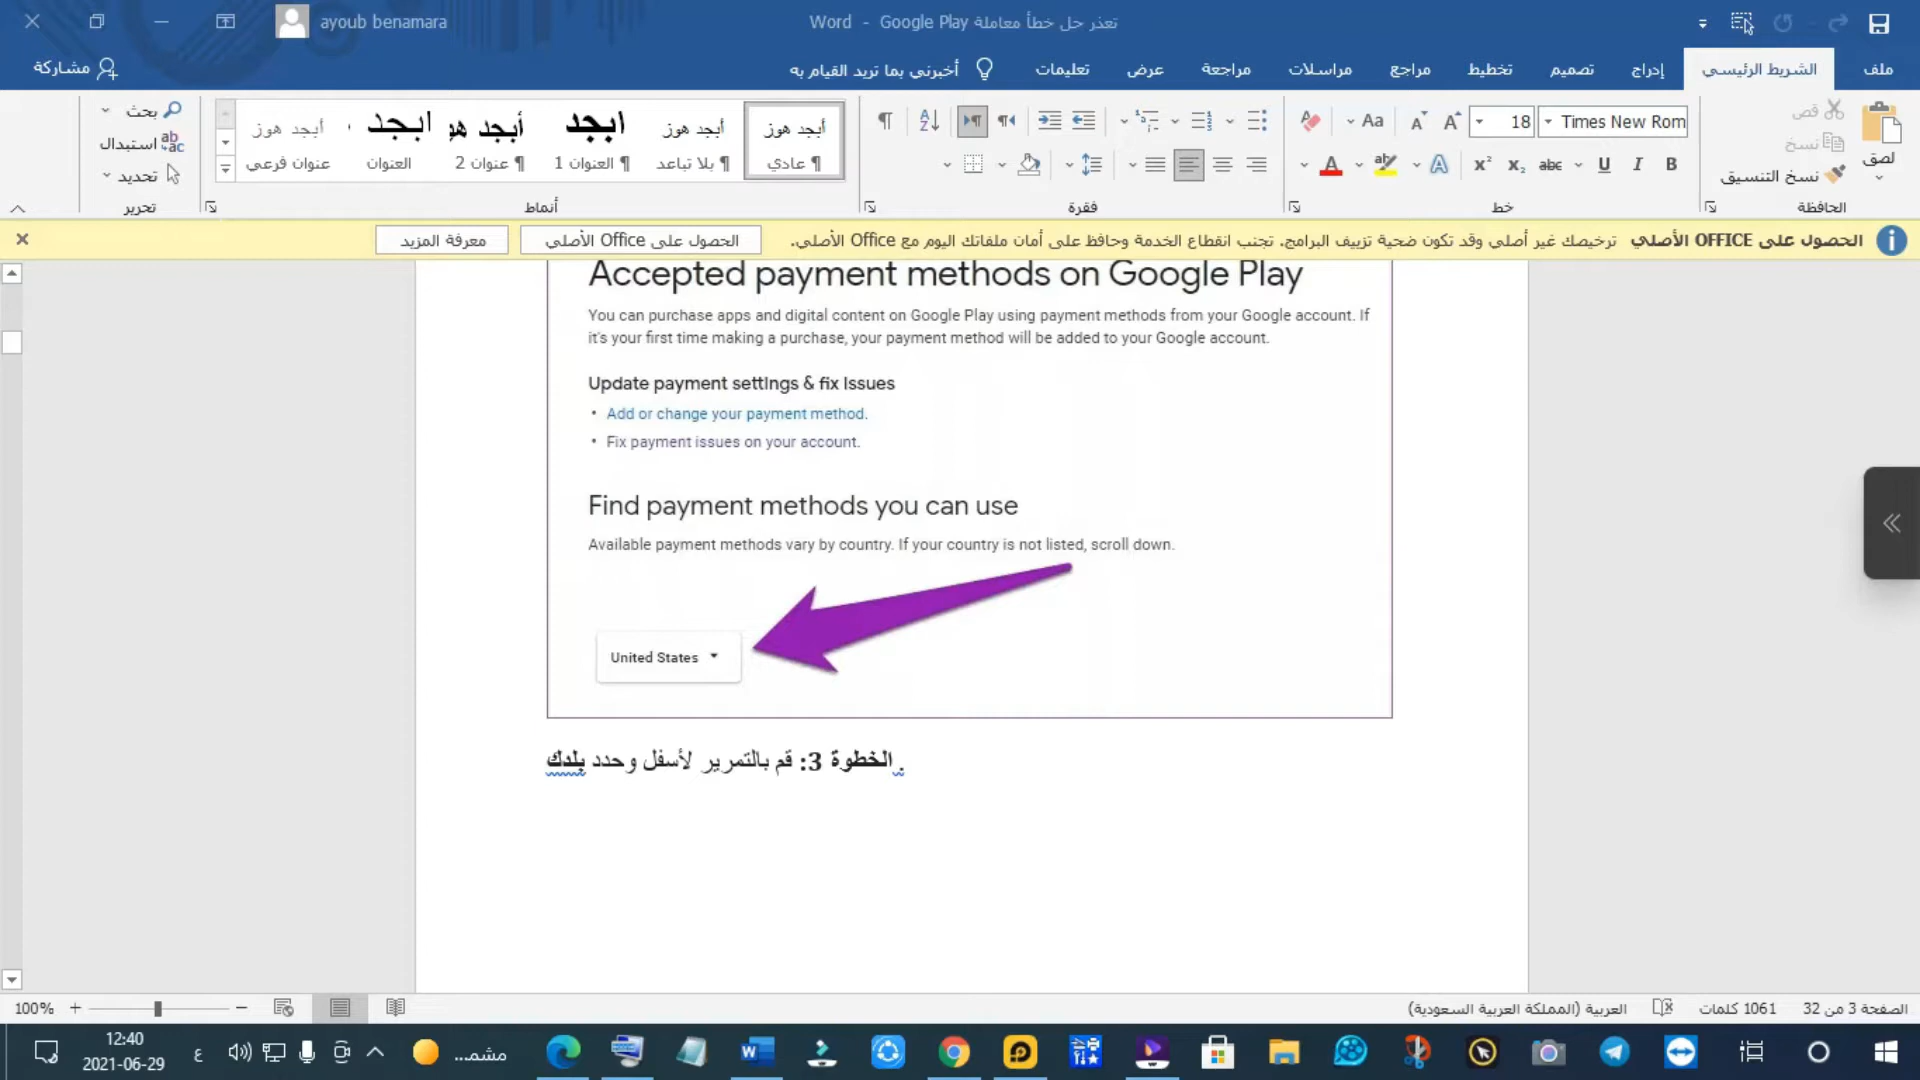 ayoub benamara
تعذر حل خطأ معاملة Google Play - Word
ملف
الشريط الرئيسي
إدراج
تصميم
تخطيط
مراجع
مراسلات
مراجعة
عرض
تعليمات
أخبرني بما تريد القيام به
مشاركة
لصق
قص
نسخ
نسخ التنسيق
الحافظة
Times New Rom
18
Aa
B I U abc x₂ x² A A
خط
فقرة
أبجد هوز
¶ عادي
أبجد هوز
¶ بلا تباعد
ابجد
¶ العنوان 1
أبجد هو
¶ عنوان 2
ابجد
العنوان
أبجد هوز
عنوان فرعي
أنماط
بحث
استبدال
تحديد
تحرير
الحصول على OFFICE الأصلي ترخيصك غير أصلي وقد تكون ضحية تزييف البرامج. تجنب انقطاع الخدمة وحافظ على أمان ملفاتك اليوم مع Office الأصلي.
الحصول على Office الأصلي
معرفة المزيد
Accepted payment methods on Google Play
You can purchase apps and digital content on Google Play using payment methods from your Google account. If
it's your first time making a purchase, your payment method will be added to your Google account.
Update payment settings & fix issues
• Add or change your payment method.
• Fix payment issues on your account.
Find payment methods you can use
Available payment methods vary by country. If your country is not listed, scroll down.
United States
الخطوة 3: قم بالتمرير لأسفل وحدد بلدك.
الصفحة 3 من 32
1061 كلمات
العربية (المملكة العربية السعودية)
100%
مشم...
ع
12:40
2021-06-29